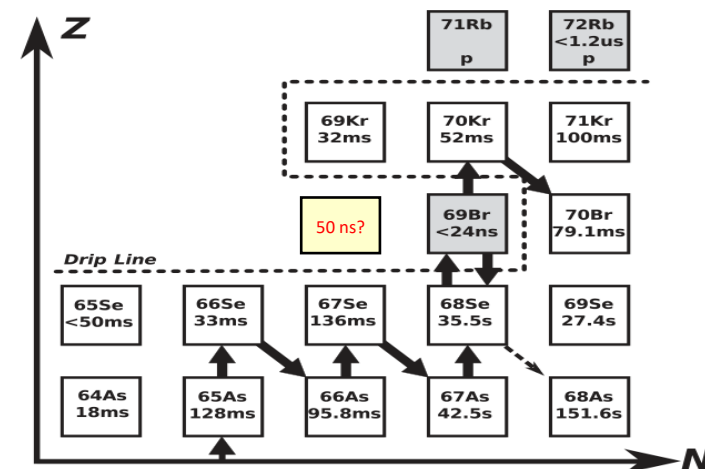 Z
71Rb
p
72Rb
<1.2us
p
69Kr
32ms
70Kr
52ms
71Kr
100ms
50 ns?
69Br
<24ns
70Br
79.1ms
Drip Line
65Se
<50ms
66Se
33ms
67Se
136ms
68Se
35.5s
69Se
27.4s
64As
18ms
65As
128ms
66As
95.8ms
67As
42.5s
68As
151.6s
N